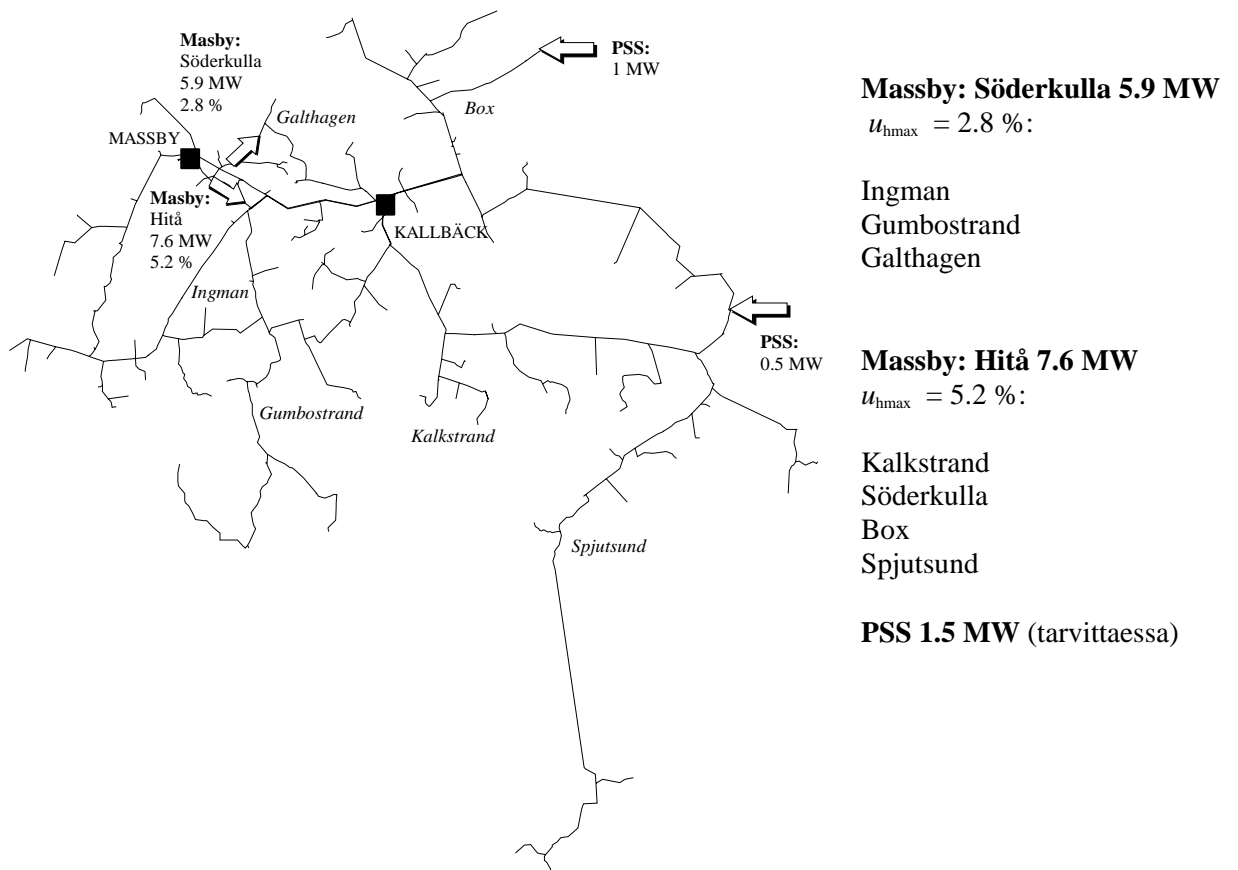 Masby:
Söderkulla
5.9 MW
2.8 %
PSS:
1 MW
Galthagen
Box
MASSBY
Masby:
Hitå
7.6 MW
5.2 %
KALLBÄCK
Ingman
PSS:
0.5 MW
Gumbostrand
Kalkstrand
Spjutsund
Massby: Söderkulla 5.9 MW
uhmax = 2.8 %:
Ingman
Gumbostrand
Galthagen
Massby: Hitå 7.6 MW
uhmax = 5.2 %:
Kalkstrand
Söderkulla
Box
Spjutsund
PSS 1.5 MW (tarvittaessa)